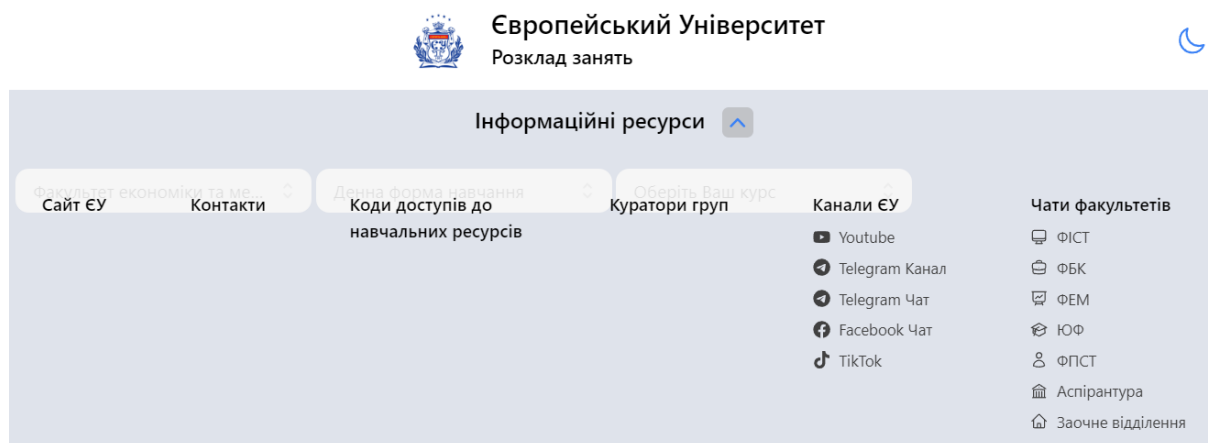 Європейський Університет
Розклад занять
Інформаційні ресурси
Факультет економіки та ме...
Денна форма навчання
Оберіть Ваш курс
Сайт ЄУ
Контакти
Коди доступів до
навчальних ресурсів
Куратори груп
Канали ЄУ
Youtube
Telegram Канал
Telegram Чат
Facebook Чат
TikTok
Чати факультетів
ФІСТ
ФБК
ФЕМ
ЮФ
ФПСТ
Аспірантура
Заочне відділення